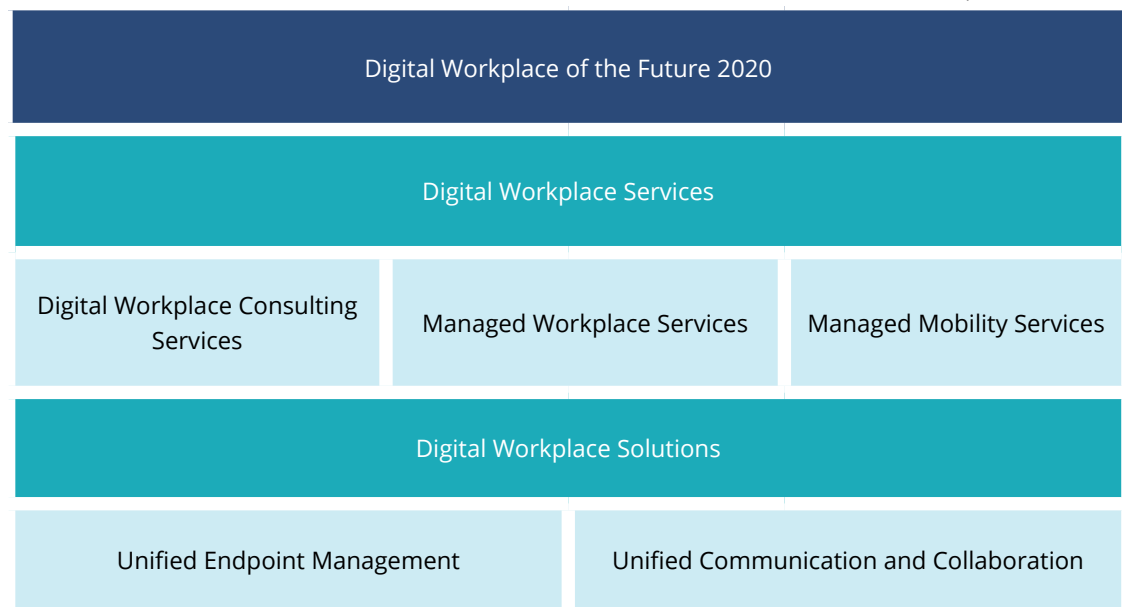 Digital Workplace of the Future 2020
Digital Workplace Services
Digital Workplace Consulting
Services
Managed Workplace Services
Managed Mobility Services
Digital Workplace Solutions
Unified Endpoint Management
Unified Communication and Collaboration